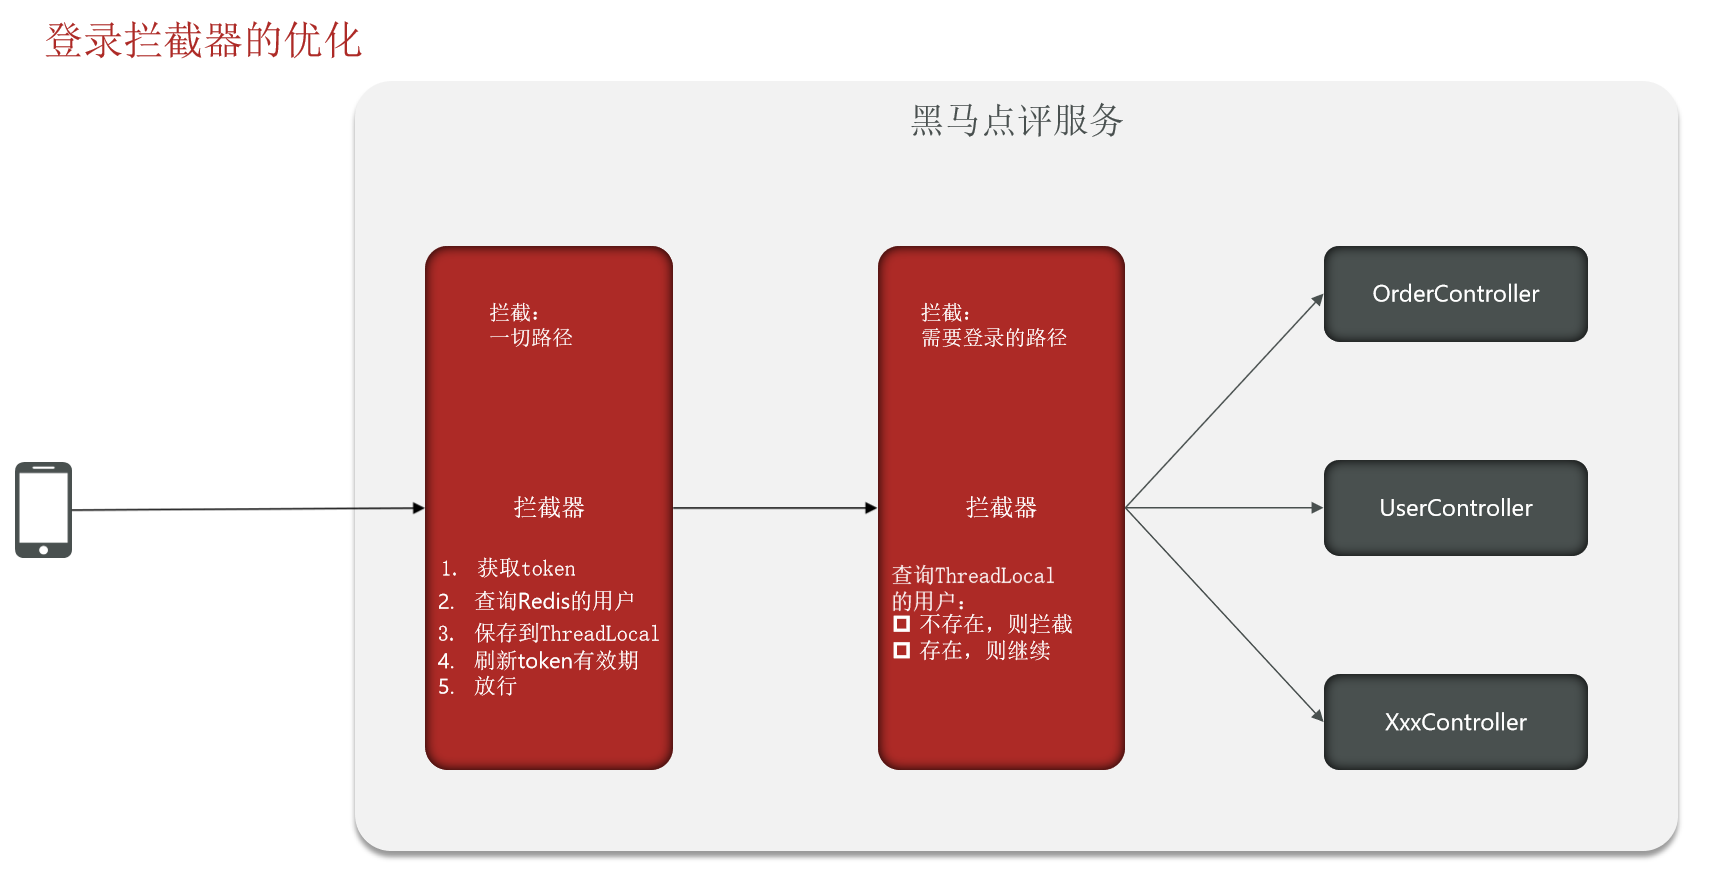 登录拦截器的优化
黑马点评服务
拦截：
一切路径
拦截器
1. 获取token
2. 查询Redis的用户
3. 保存到ThreadLocal
4. 刷新token有效期
5. 放行
拦截：
需要登录的路径
拦截器
查询ThreadLocal
的用户：
不存在，则拦截
存在，则继续
OrderController
UserController
XxxController